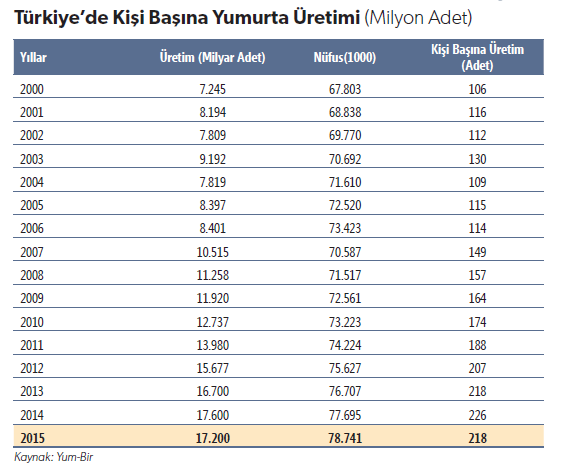 Türkiye’de Kişi Başına Yumurta Üretimi (Milyon Adet)
Yıllar Üretim (Milyar Adet) Nüfus(1000) Kişi Başına Üretim (Adet)
2000 7.245 67.803 106
2001 8.194 68.838 116
2002 7.809 69.770 112
2003 9.192 70.692 130
2004 7.819 71.610 109
2005 8.397 72.520 115
2006 8.401 73.423 114
2007 10.515 70.587 149
2008 11.258 71.517 157
2009 11.920 72.561 164
2010 12.737 73.223 174
2011 13.980 74.224 188
2012 15.677 75.627 207
2013 16.700 76.707 218
2014 17.600 77.695 226
2015 17.200 78.741 218
Kaynak: Yum-Bir